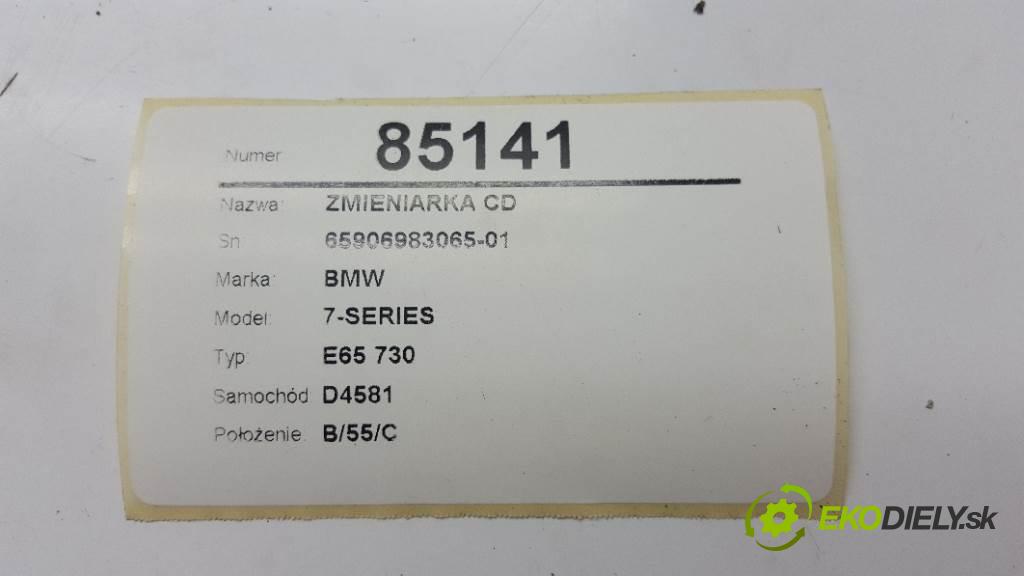 Numer 85141
Nazwa: ZMIENIARKA CD
Sn 65906983065-01
Marka: BMW
Model: 7-SERIES
Typ: E65 730
Samochód: D4581
Położenie: B/55/C
EKODIELY.sk